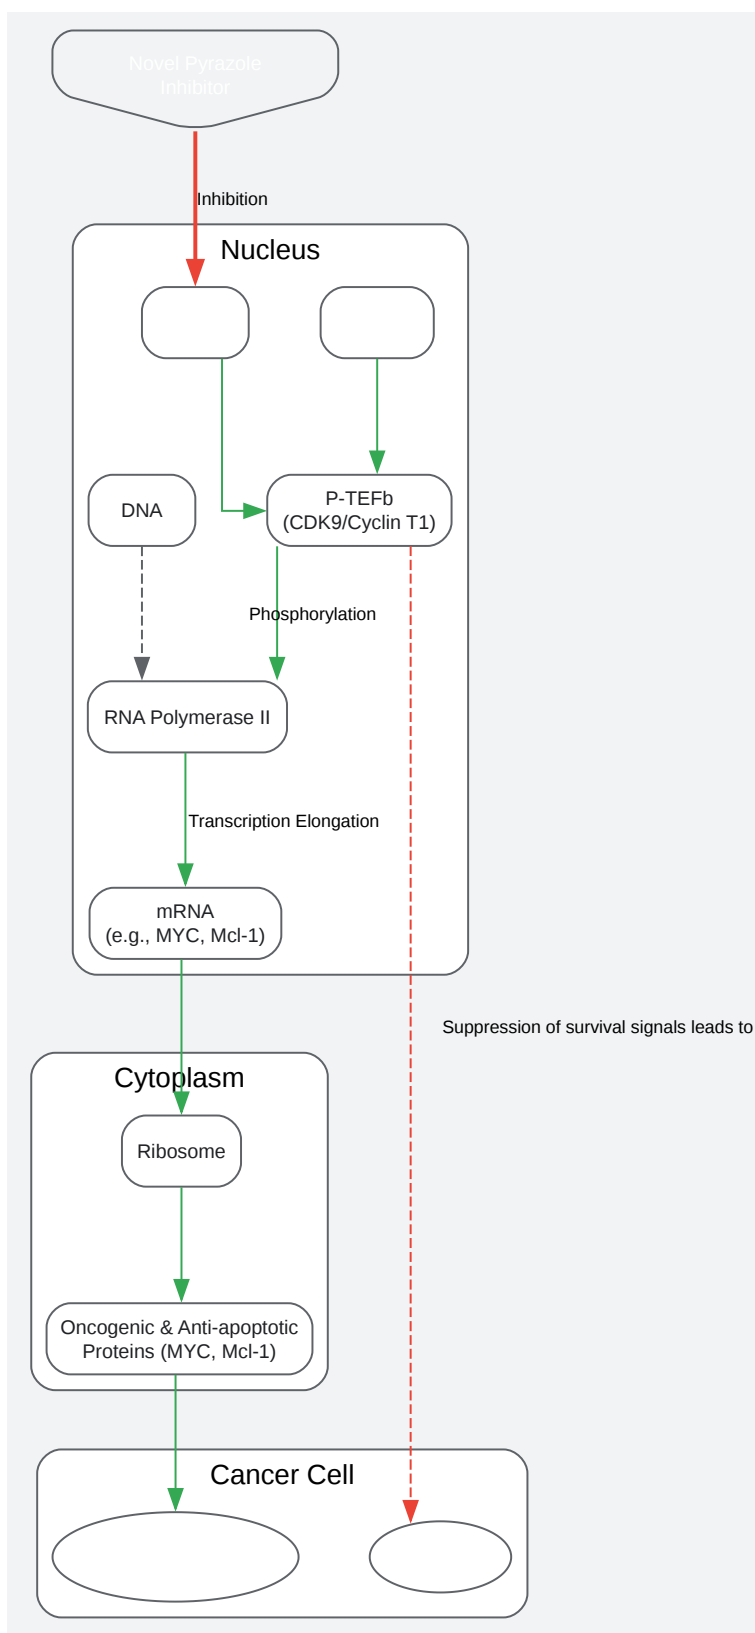 Novel Pyrazole
Inhibitor
Inhibition
Nucleus
DNA
P-TEFb
(CDK9/Cyclin T1)
Phosphorylation
RNA Polymerase II
Transcription Elongation
mRNA
(e.g., MYC, Mcl-1)
Suppression of survival signals leads to
Cytoplasm
Ribosome
Oncogenic & Anti-apoptotic
Proteins (MYC, Mcl-1)
Cancer Cell